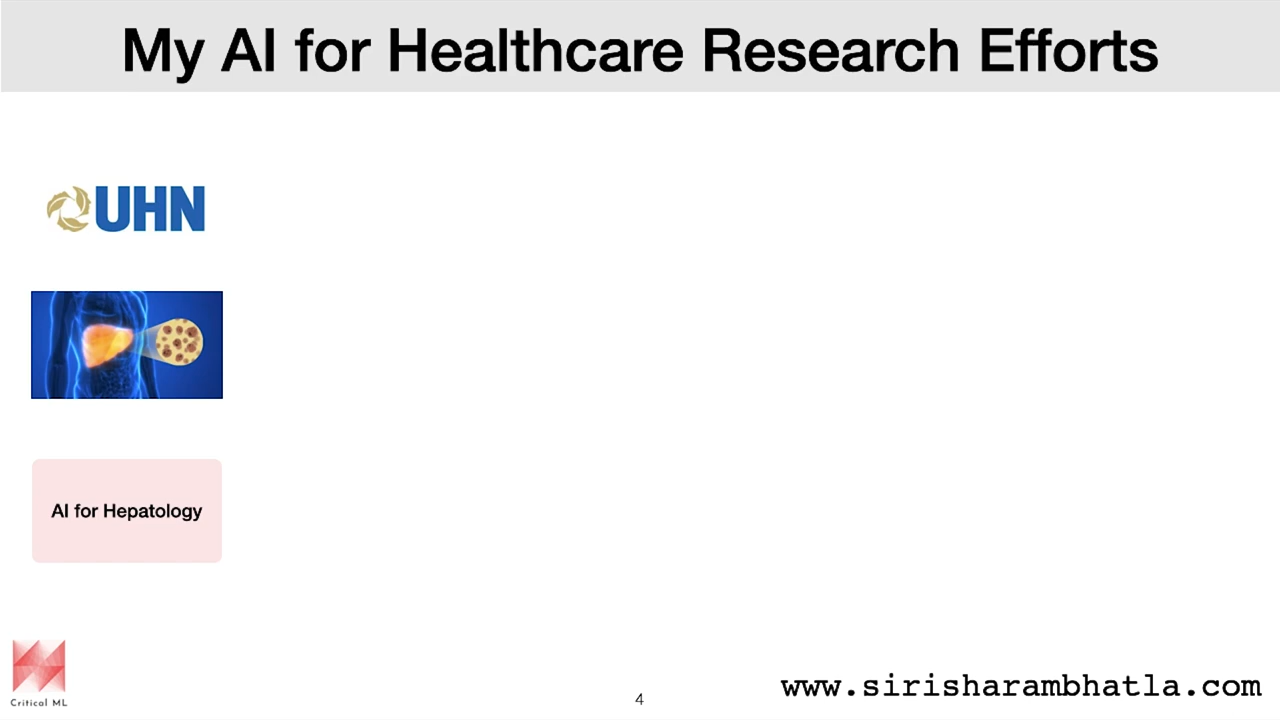 My AI for Healthcare Research Efforts
UHN
AI for Hepatology
Critical ML
4
www.sirisharambhatla.com